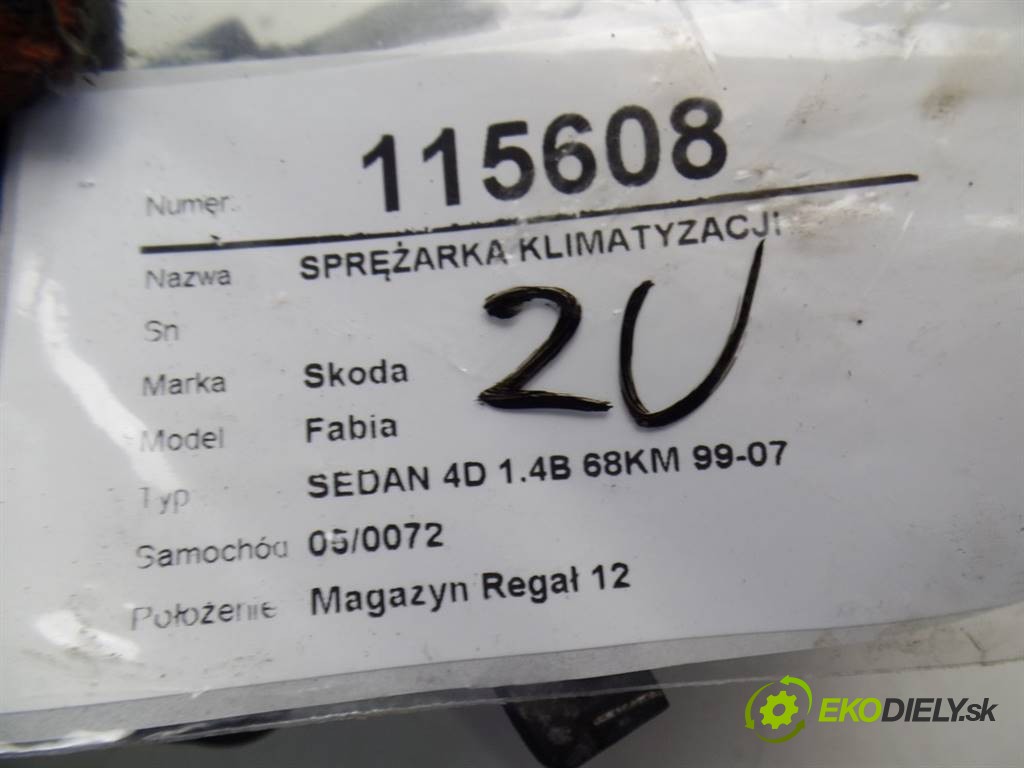 Numer: 115608
Nazwa SPRĘŻARKA KLIMATYZACJI
2U
Sn
Marka Skoda
Model Fabia
Typ SEDAN 4D 1.4B 68KM 99-07
Samochód 05/0072
Położenie Magazyn Regał 12
EKODIELY.sk